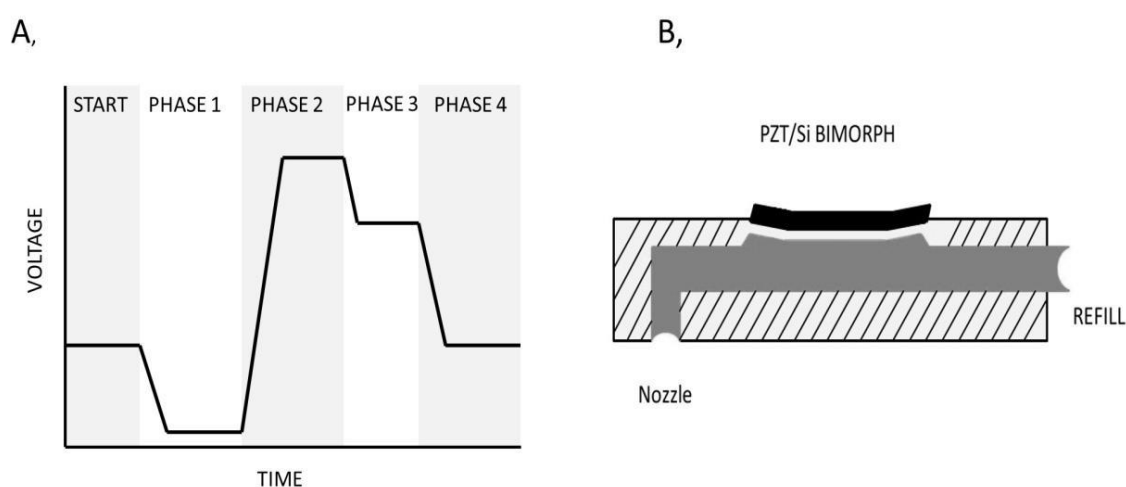 A,
START PHASE 1 PHASE 2 PHASE 3 PHASE 4
VOLTAGE
TIME
B,
PZT/Si BIMORPH
REFILL
Nozzle